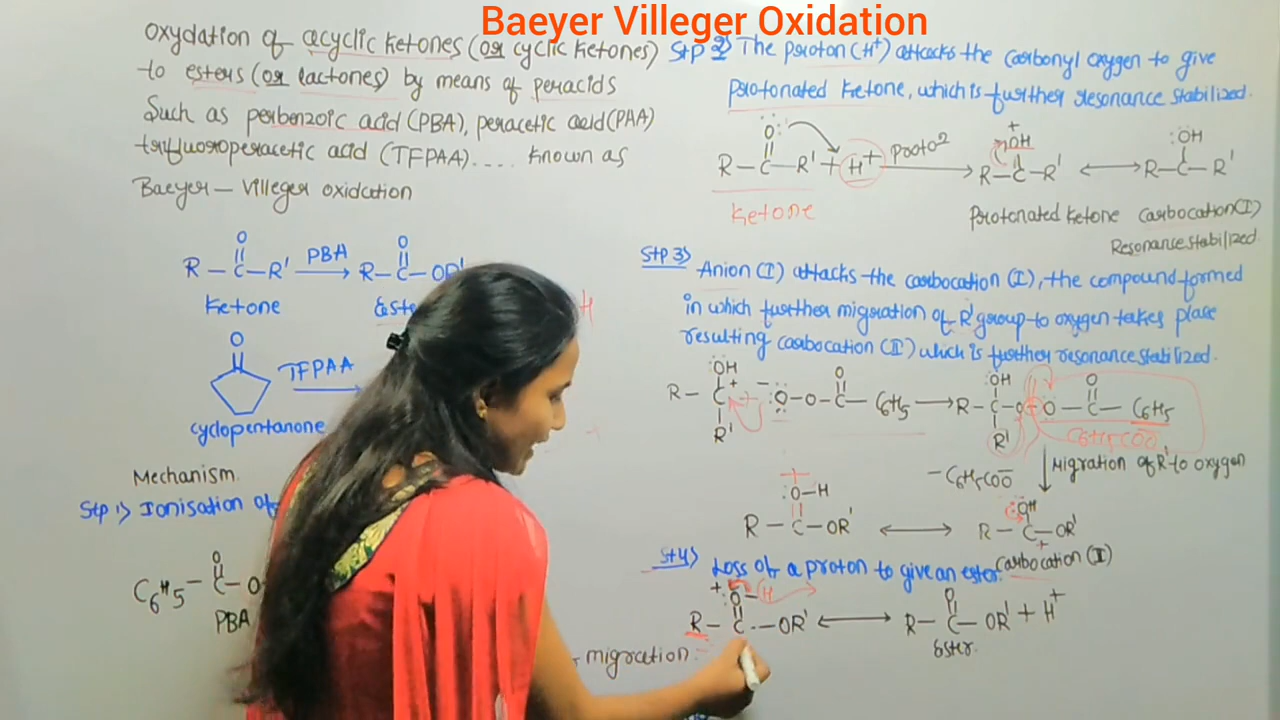 Baeyer Villeger Oxidation
Oxydation of acyclic Ketones (or cyclic Ketones)
to esters (or lactones) by means of peracids
Such as perbenzoic acid (PBA), peracetic acid (PAA)
trifluoroperacetic acid (TFPAA).... Known as
Baeyer – Villeger oxidation
O
R – C – R' PBA R – C – OR'
O
Ketone
O
TFPAA
cyclopentanone
Mechanism
Stp 1) Ionisation of
O
C6H5 – C – O
PBA
migration
Stp 2) The proton (H+) attacks the carbonyl oxygen to give
protonated Ketone, which is further resonance stabilized.
:O: +OH :OH
R – C – R' + H+ R – C – R' R – C – R'
Ketone
Protonated Ketone Carbocation (I)
Resonance stabilized
Stp 3) Anion (I) attacks the carbocation (I), the compound formed
in which further migration of R' group to oxygen takes place
resulting carbocation (II) which is further resonance stabilized.
:OH O OH O
R – C + – O – O – C – C6H5 R – C – O – O – C – C6H5
R' R' C6H5COO
Migration of R' to oxygen
– C6H5COO
+
:O – H :OH
R – C – OR' R – C – OR'
+
Carbocation (I)
St 4) Loss of a proton to give an ester.
+ :O – H O
R – C – OR' R – C – OR' + H+
Ester